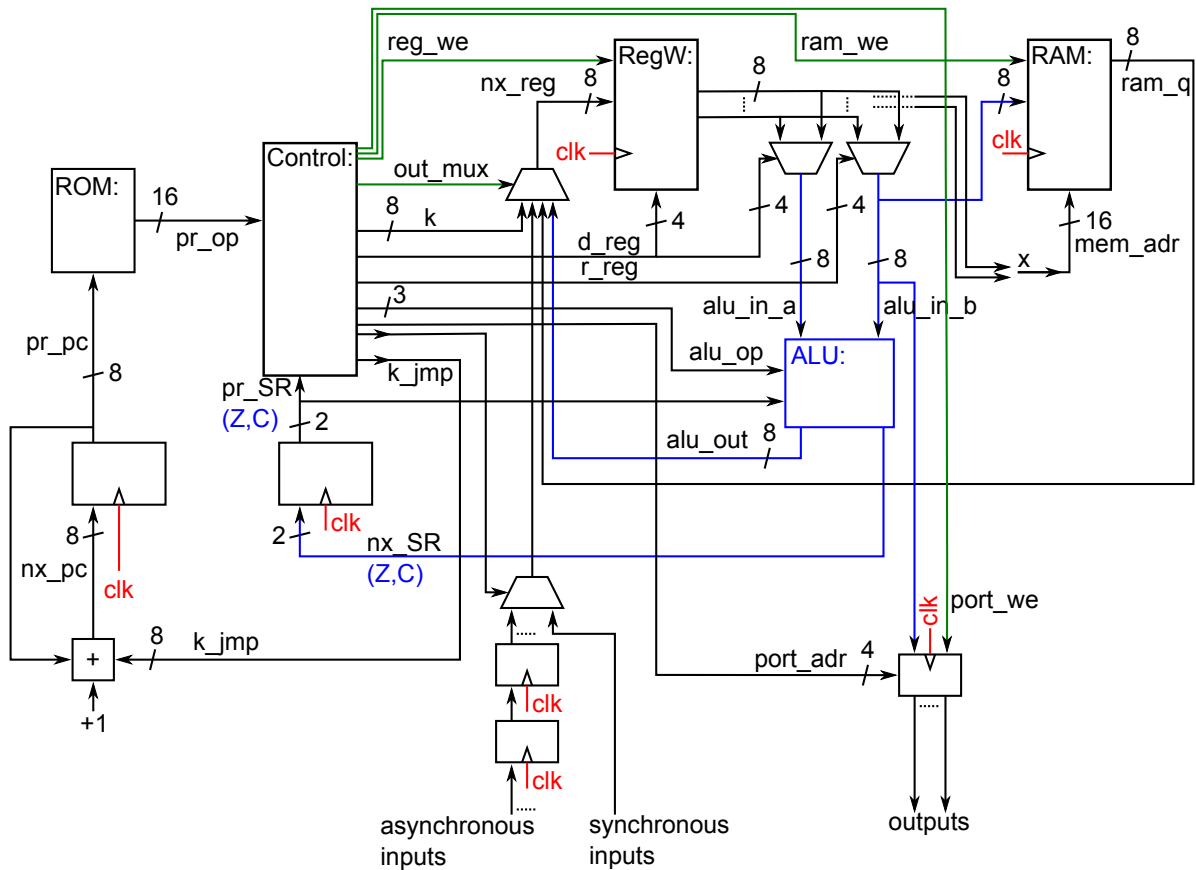 reg_we
ram_we
RegW:
RAM:
8
ram_q
nx_reg
8
8
8
clk
clk
Control:
ROM:
out_mux
16
pr_op
8
k
4
4
4
16
mem_adr
d_reg
r_reg
x
8
8
3
alu_in_a
alu_in_b
pr_pc
8
alu_op
ALU:
k_jmp
pr_SR
(Z,C)
2
alu_out
8
8
nx_pc
clk
2
clk
nx_SR
(Z,C)
clk
port_we
+
8
k_jmp
port_adr
4
+1
clk
clk
asynchronous
inputs
synchronous
inputs
outputs